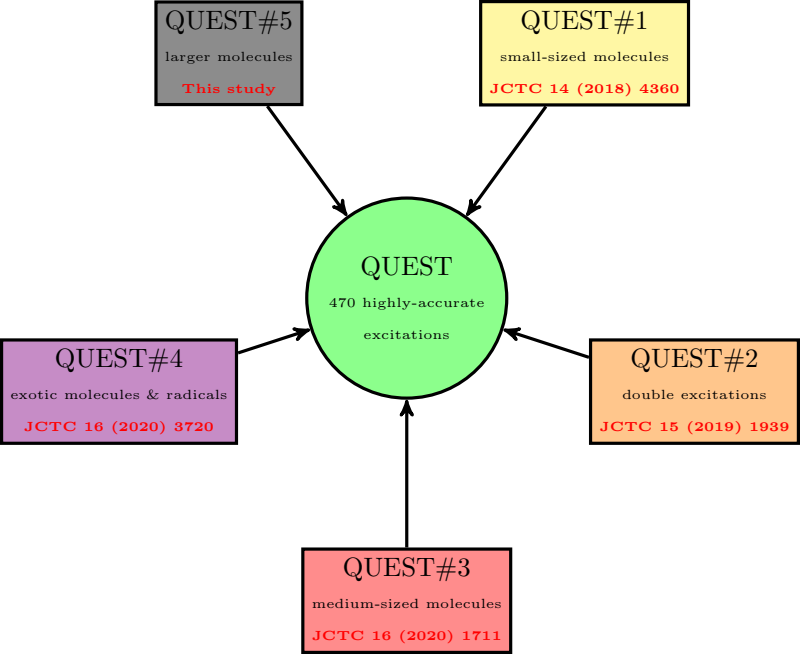 QUEST#5
larger molecules
This study
QUEST#1
small-sized molecules
JCTC 14 (2018) 4360
QUEST
470 highly-accurate
excitations
QUEST#4
exotic molecules & radicals
JCTC 16 (2020) 3720
QUEST#2
double excitations
JCTC 15 (2019) 1939
QUEST#3
medium-sized molecules
JCTC 16 (2020) 1711